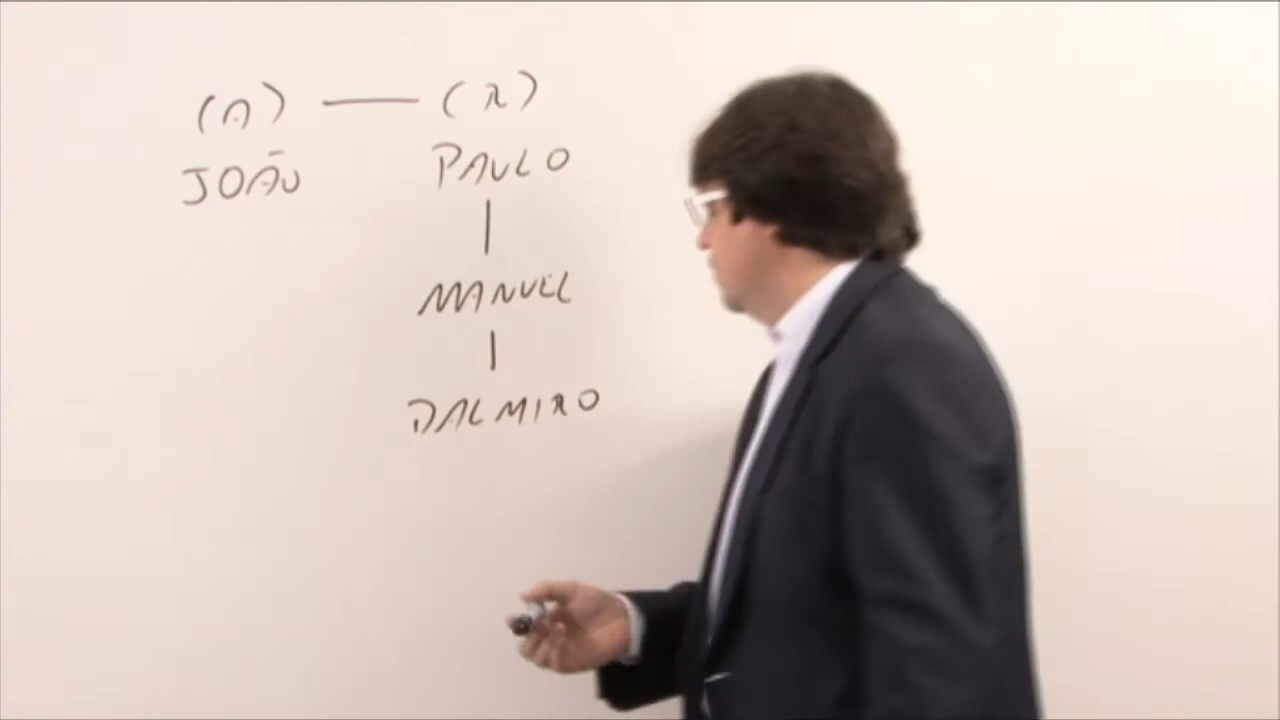 (A) — (R)
JOÃO PAULO
MANUEL
DALMIRO